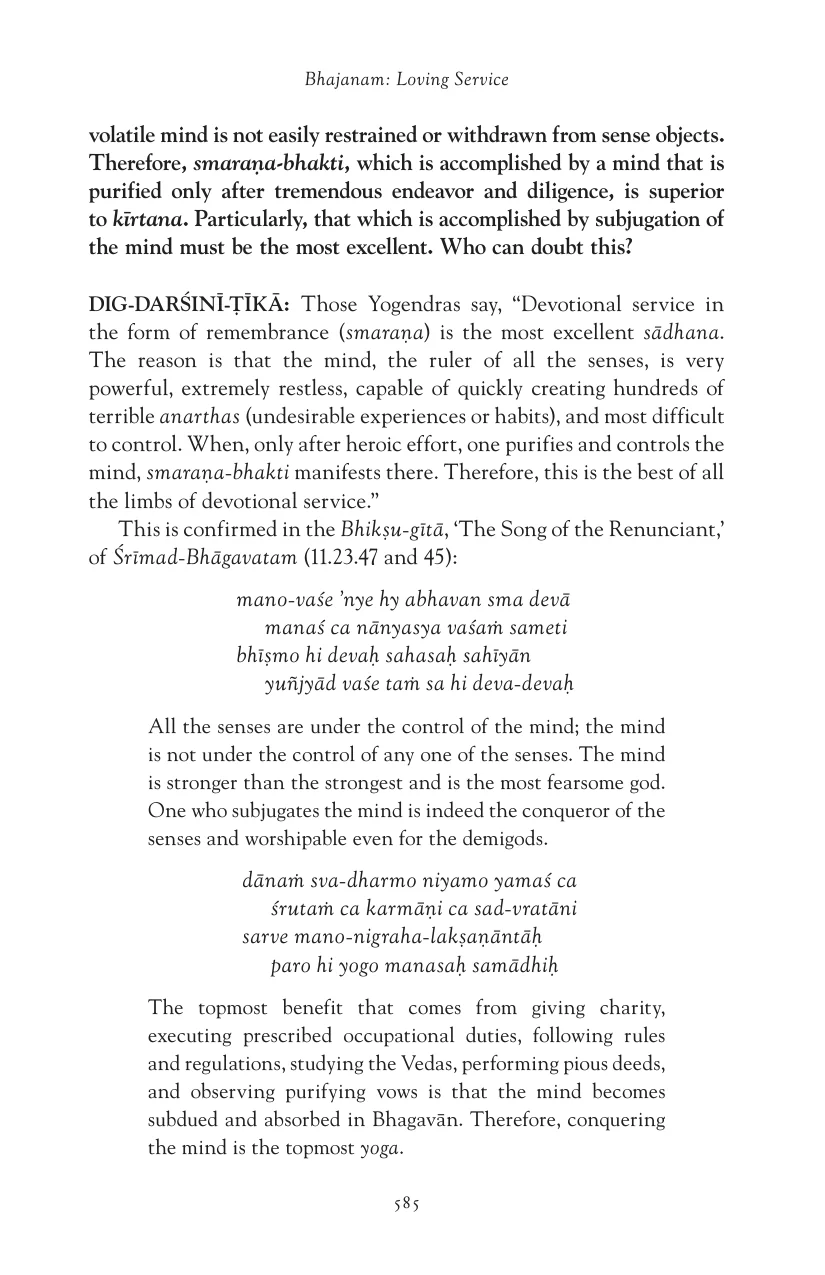 Bhajanam: Loving Service
volatile mind is not easily restrained or withdrawn from sense objects.
Therefore, smaraṇa-bhakti, which is accomplished by a mind that is
purified only after tremendous endeavor and diligence, is superior
to kīrtana. Particularly, that which is accomplished by subjugation of
the mind must be the most excellent. Who can doubt this?
DIG-DARŚINĪ-ṬĪKĀ: Those Yogendras say, “Devotional service in
the form of remembrance (smaraṇa) is the most excellent sādhana.
The reason is that the mind, the ruler of all the senses, is very
powerful, extremely restless, capable of quickly creating hundreds of
terrible anarthas (undesirable experiences or habits), and most difficult
to control. When, only after heroic effort, one purifies and controls the
mind, smaraṇa-bhakti manifests there. Therefore, this is the best of all
the limbs of devotional service.”
This is confirmed in the Bhikṣu-gītā, ‘The Song of the Renunciant,’
of Śrīmad-Bhāgavatam (11.23.47 and 45):
mano-vaśe ’nye hy abhavan sma devā
manaś ca nānyasya vaśaṁ sameti
bhīṣmo hi devaḥ sahasaḥ sahīyān
yuñjyād vaśe taṁ sa hi deva-devaḥ
All the senses are under the control of the mind; the mind
is not under the control of any one of the senses. The mind
is stronger than the strongest and is the most fearsome god.
One who subjugates the mind is indeed the conqueror of the
senses and worshipable even for the demigods.
dānaṁ sva-dharmo niyamo yamaś ca
śrutaṁ ca karmāṇi ca sad-vratāni
sarve mano-nigraha-lakṣaṇāntāḥ
paro hi yogo manasaḥ samādhiḥ
The topmost benefit that comes from giving charity,
executing prescribed occupational duties, following rules
and regulations, studying the Vedas, performing pious deeds,
and observing purifying vows is that the mind becomes
subdued and absorbed in Bhagavān. Therefore, conquering
the mind is the topmost yoga.
585